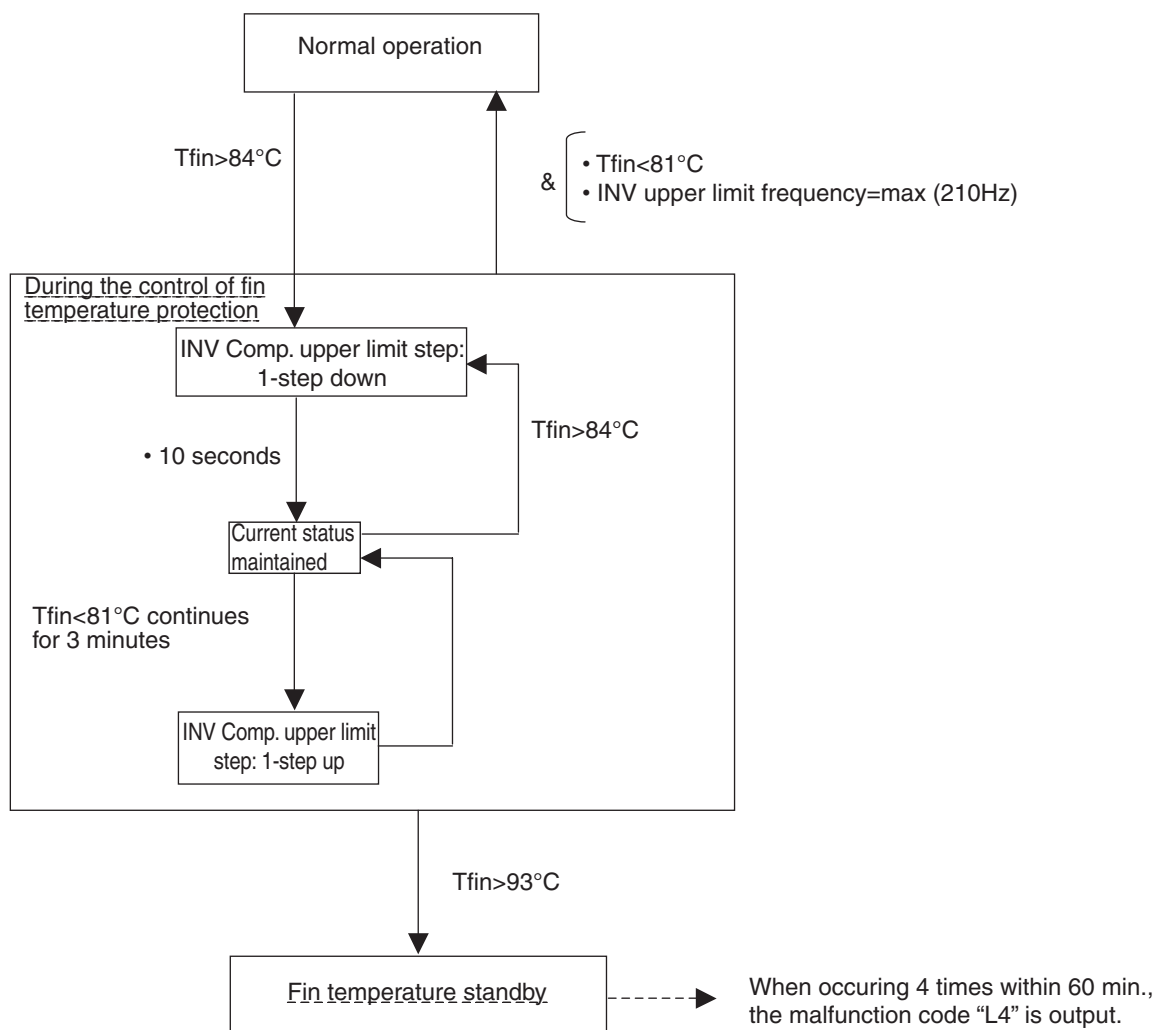 Normal operation
Tfin>84°C
&
• Tfin<81°C
• INV upper limit frequency=max (210Hz)
During the control of fin
temperature protection
INV Comp. upper limit step:
1-step down
Tfin>84°C
• 10 seconds
Current status
maintained
Tfin<81°C continues
for 3 minutes
INV Comp. upper limit
step: 1-step up
Tfin>93°C
Fin temperature standby
When occuring 4 times within 60 min.,
the malfunction code “L4” is output.